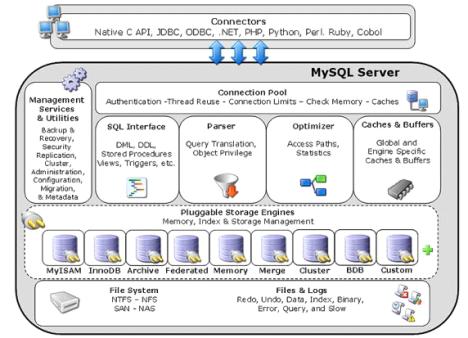 Connectors
Native C API, JDBC, ODBC, .NET, PHP, Python, Perl. Ruby, Cobol
MySQL Server
Connection Pool
Authentication -Thread Reuse - Connection Limits – Check Memory - Caches
Management
Services
& Utilities
Backup &
Recovery,
Security
Replication,
Cluster,
Administration,
Configuration,
Migration,
& Metadata
SQL Interface
DML, DDL,
Stored Procedures
Views, Triggers, etc.
Parser
Query Translation,
Object Privilege
Optimizer
Access Paths,
Statistics
Caches & Buffers
Global and
Engine Specific
Caches & Buffers
Pluggable Storage Engines
Memory, Index & Storage Management
MyISAM
InnoDB
Archive
Federated
Memory
Merge
Cluster
BDB
Custom
File System
NTFS - NFS
SAN - NAS
Files & Logs
Redo, Undo, Data, Index, Binary,
Error, Query, and Slow